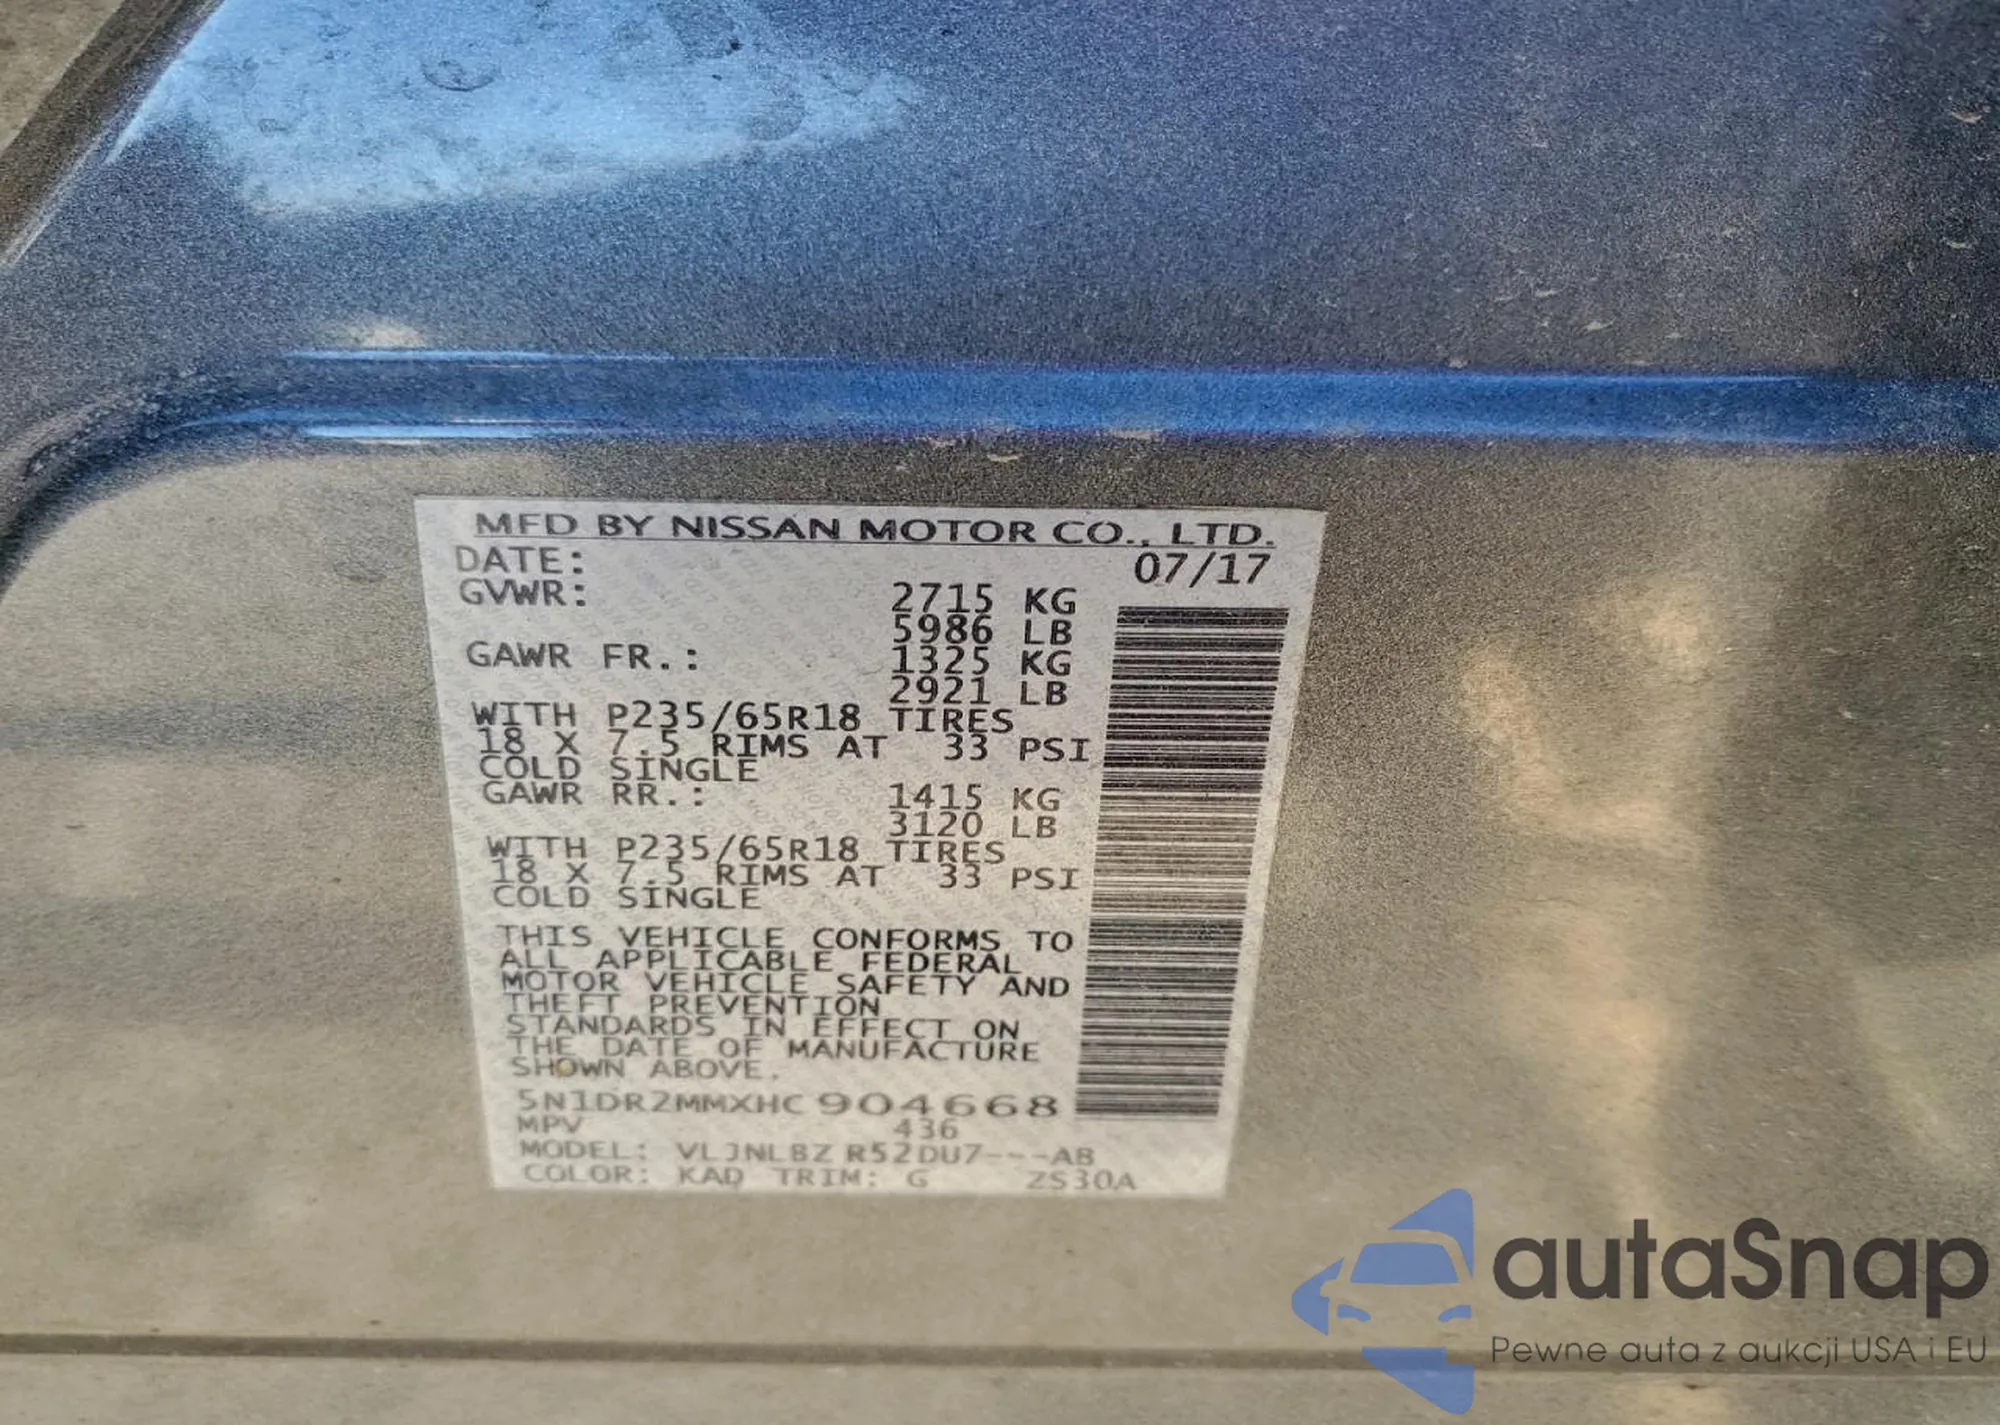 MFD BY NISSAN MOTOR CO., LTD.
DATE: 07/17
GVWR: 2715 KG
5986 LB
GAWR FR.: 1325 KG
2921 LB
WITH P235/65R18 TIRES
18 X 7.5 RIMS AT 33 PSI
COLD SINGLE
GAWR RR.: 1415 KG
3120 LB
WITH P235/65R18 TIRES
18 X 7.5 RIMS AT 33 PSI
COLD SINGLE
THIS VEHICLE CONFORMS TO
ALL APPLICABLE FEDERAL
MOTOR VEHICLE SAFETY AND
THEFT PREVENTION
STANDARDS IN EFFECT ON
THE DATE OF MANUFACTURE
SHOWN ABOVE.
5N1DR2MMXHC904668
MPV 436
MODEL: VLJNLBZ R52DU7---AB
COLOR: KAD TRIM: G ZS30A
autaSnap
Pewne auta z aukcji USA i EU